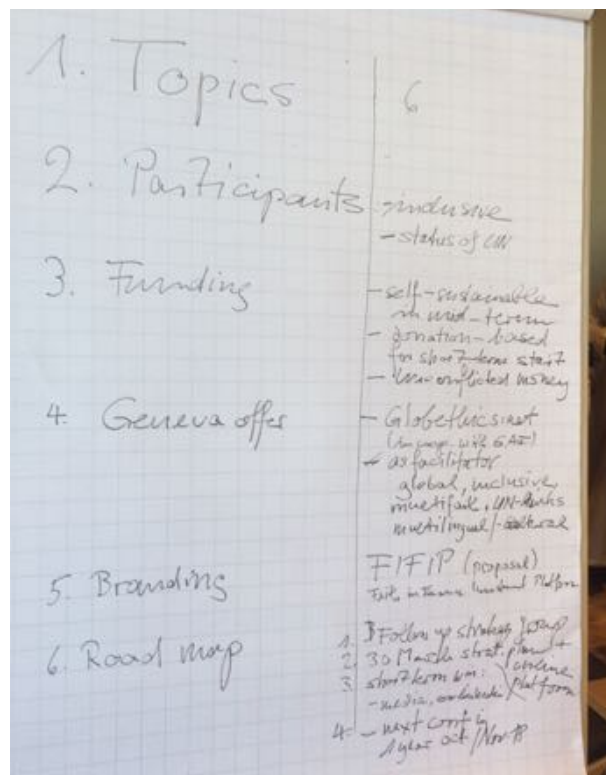 1. Topics
6
2. Participants
- inclusive
- status of UN
3. Funding
- self-sustainable
in mid-term
- donation-based
for short-term start
- un-conflicted money
4. Geneva offer
- Globethics.net
with GAFI)
as facilitator
global, inclusive,
multifaith, UN-links
multilingual/-cultural
5. Branding
FIFIP (proposal)
Faiths in Platform
6. Road map
1. Follow up strategy group
2. 30 March strat. plan +
3. short term online
- media, platform
4. - next conf in
1 year oct/Nov 18